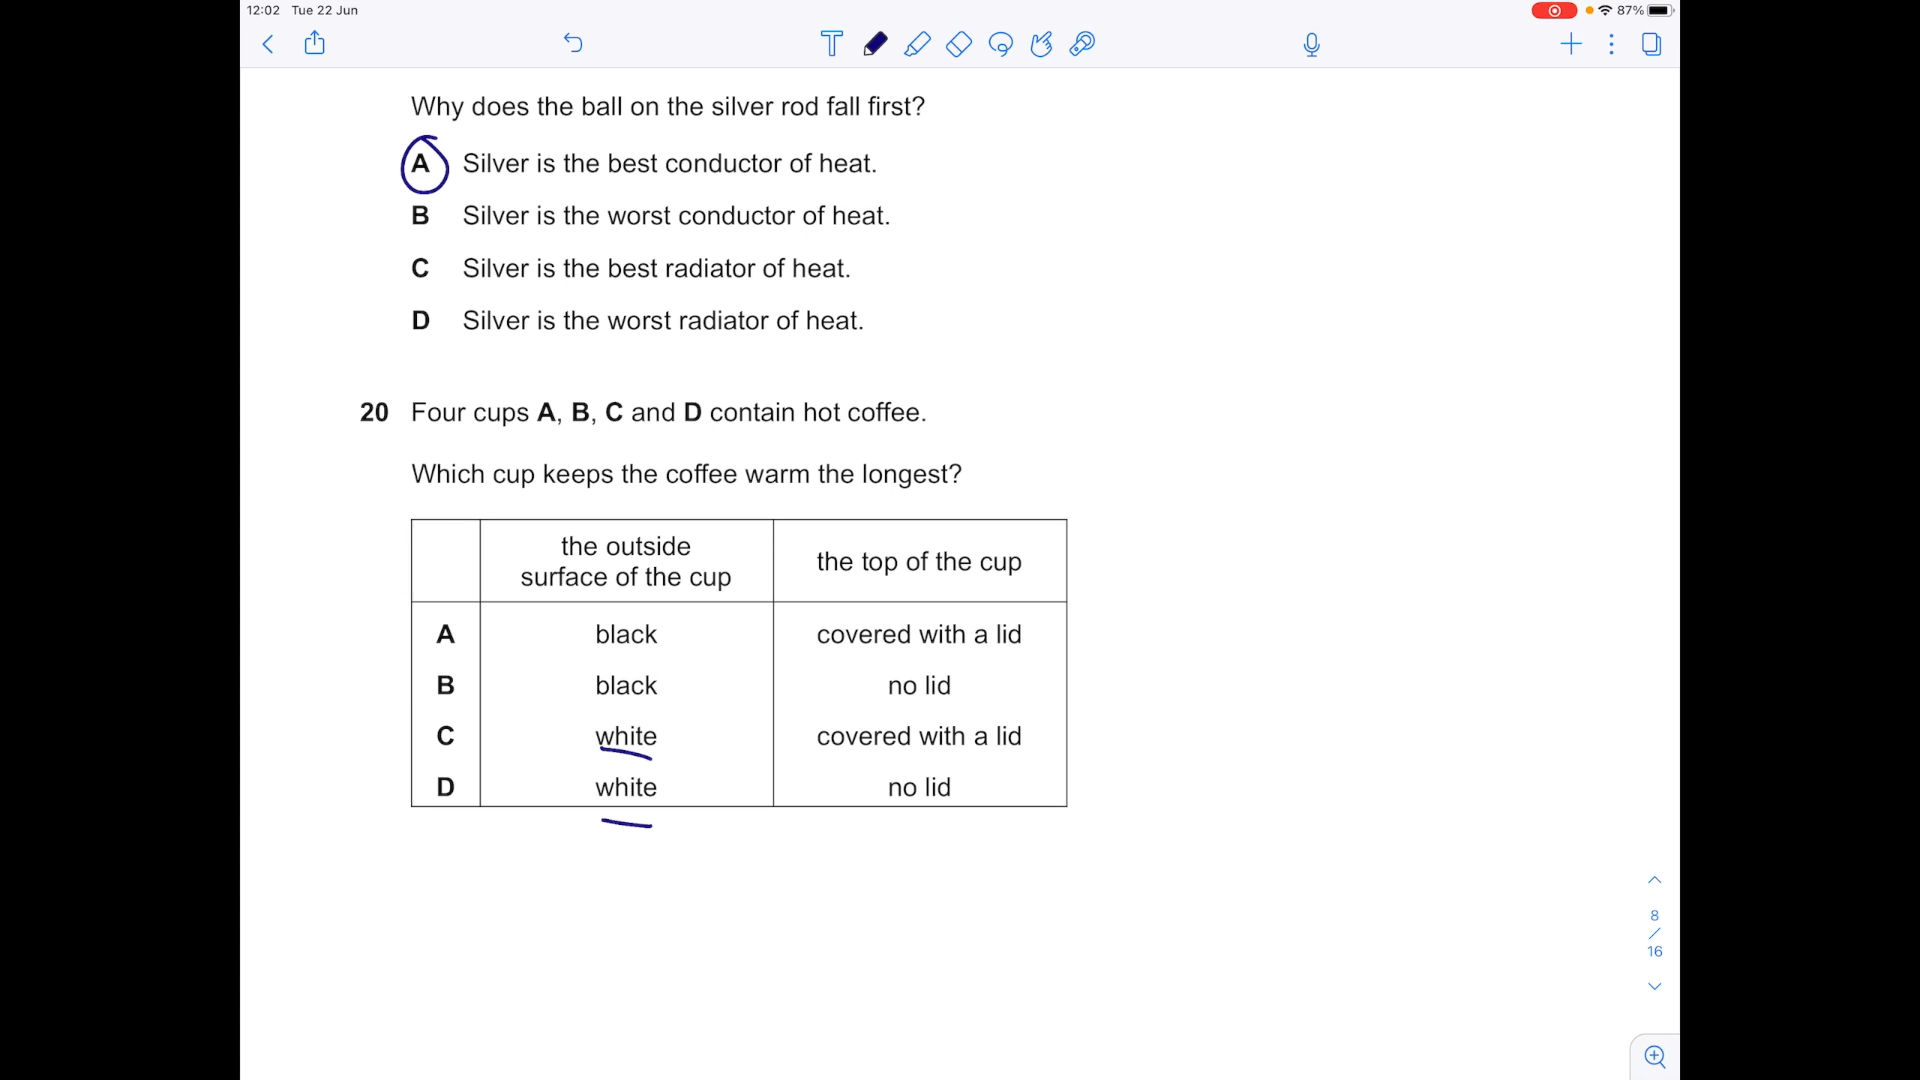 12:02 Tue 22 Jun
87%
T
Why does the ball on the silver rod fall first?
A Silver is the best conductor of heat.
B Silver is the worst conductor of heat.
C Silver is the best radiator of heat.
D Silver is the worst radiator of heat.
20 Four cups A, B, C and D contain hot coffee.
Which cup keeps the coffee warm the longest?
the outside
surface of the cup
the top of the cup
A black covered with a lid
B black no lid
C white covered with a lid
D white no lid
8
/
16